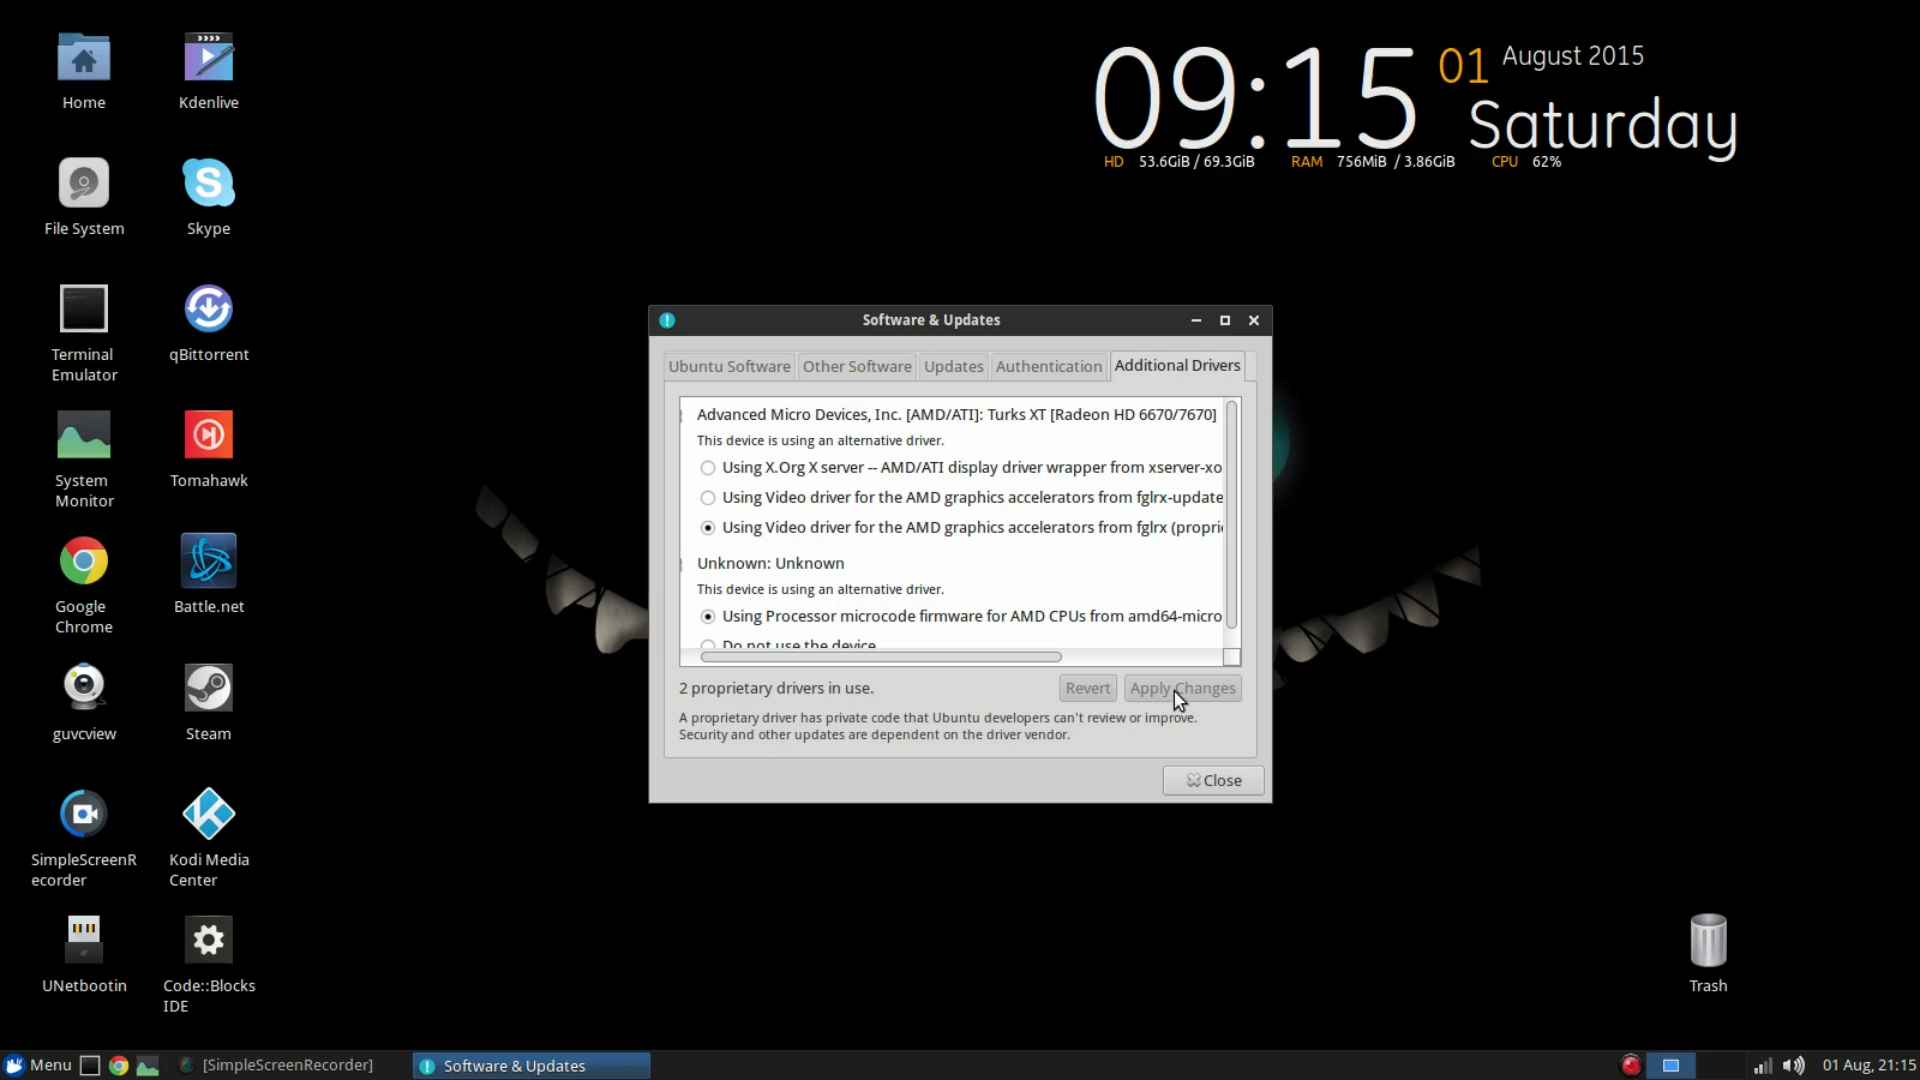 Home
Kdenlive
File System
Skype
Terminal
Emulator
qBittorrent
System
Monitor
Tomahawk
Google
Chrome
Battle.net
guvcview
Steam
SimpleScreenR
ecorder
Kodi Media
Center
UNetbootin
Code::Blocks
IDE
09:15 01 August 2015
Saturday
HD 53.6GiB / 69.3GiB RAM 756MiB / 3.86GiB CPU 62%
Software & Updates
Ubuntu Software Other Software Updates Authentication Additional Drivers
Advanced Micro Devices, Inc. [AMD/ATI]: Turks XT [Radeon HD 6670/7670]
This device is using an alternative driver.
Using X.Org X server -- AMD/ATI display driver wrapper from xserver-xo
Using Video driver for the AMD graphics accelerators from fglrx-update
Using Video driver for the AMD graphics accelerators from fglrx (propri
Unknown: Unknown
This device is using an alternative driver.
Using Processor microcode firmware for AMD CPUs from amd64-micro
Do not use the device
2 proprietary drivers in use.
Revert Apply Changes
A proprietary driver has private code that Ubuntu developers can't review or improve.
Security and other updates are dependent on the driver vendor.
Close
Trash
Menu [SimpleScreenRecorder] Software & Updates 01 Aug, 21:15